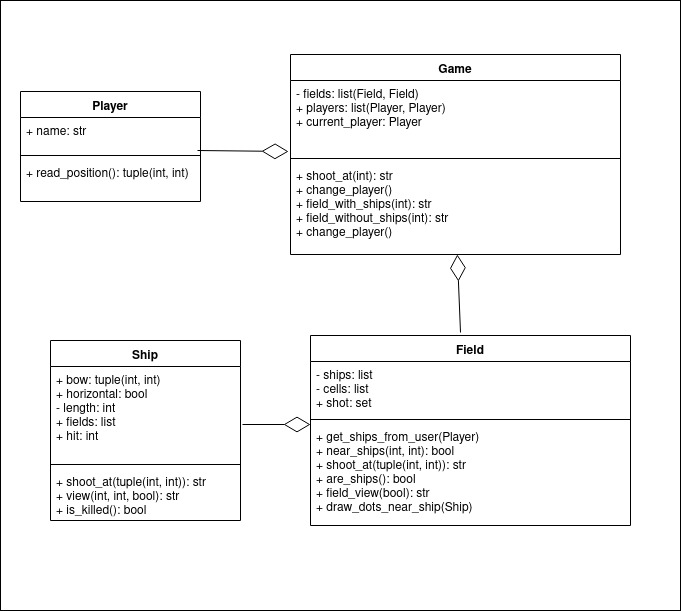 Player
+ name: str
+ read_position(): tuple(int, int)
Game
- fields: list(Field, Field)
+ players: list(Player, Player)
+ current_player: Player
+ shoot_at(int): str
+ change_player()
+ field_with_ships(int): str
+ field_without_ships(int): str
+ change_player()
Ship
+ bow: tuple(int, int)
+ horizontal: bool
- length: int
+ fields: list
+ hit: int
+ shoot_at(tuple(int, int)): str
+ view(int, int, bool): str
+ is_killed(): bool
Field
- ships: list
- cells: list
+ shot: set
+ get_ships_from_user(Player)
+ near_ships(int, int): bool
+ shoot_at(tuple(int, int)): str
+ are_ships(): bool
+ field_view(bool): str
+ draw_dots_near_ship(Ship)